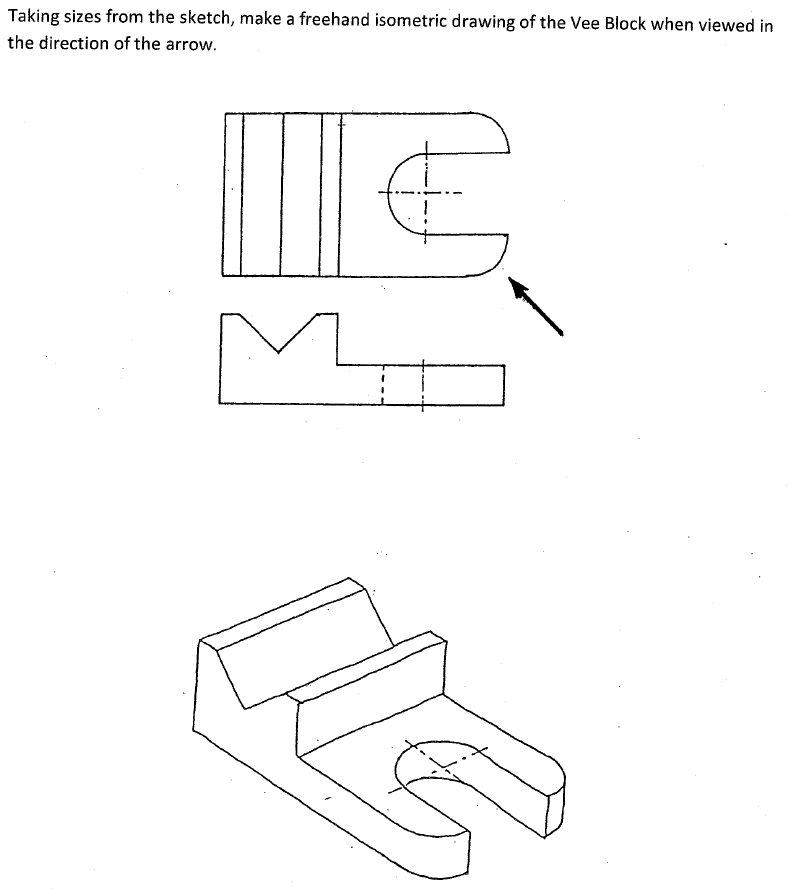 Taking sizes from the sketch, make a freehand isometric drawing of the Vee Block when viewed in
the direction of the arrow.